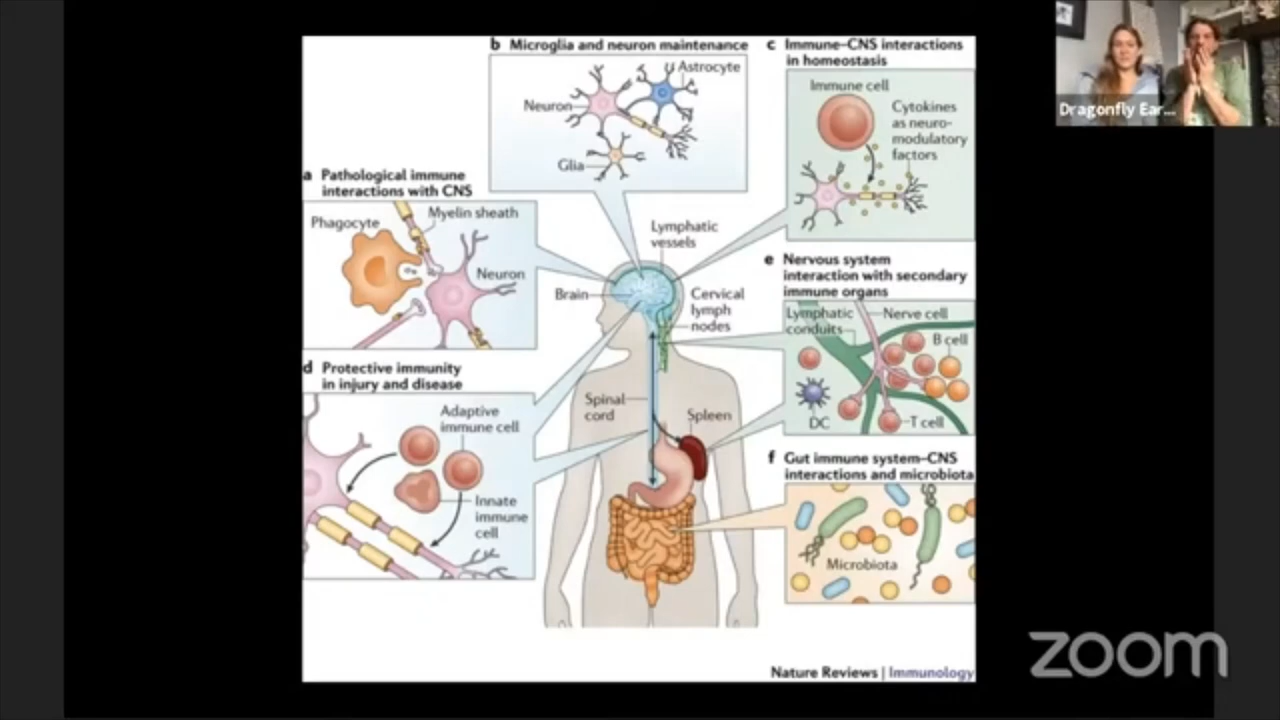 b Microglia and neuron maintenance
Astrocyte
Neuron
Glia
c Immune–CNS interactions
in homeostasis
Immune cell
Cytokines
as neuro-
modulatory
factors
Dragonfly Ear...
a Pathological immune
interactions with CNS
Phagocyte
Myelin sheath
Neuron
Lymphatic
vessels
Brain
Cervical
lymph
nodes
e Nervous system
interaction with secondary
immune organs
Lymphatic
conduits
Nerve cell
B cell
DC
T cell
d Protective immunity
in injury and disease
Adaptive
immune cell
Innate
immune
cell
Spinal
cord
Spleen
f Gut immune system–CNS
interactions and microbiota
Microbiota
Nature Reviews | Immunology
zoom